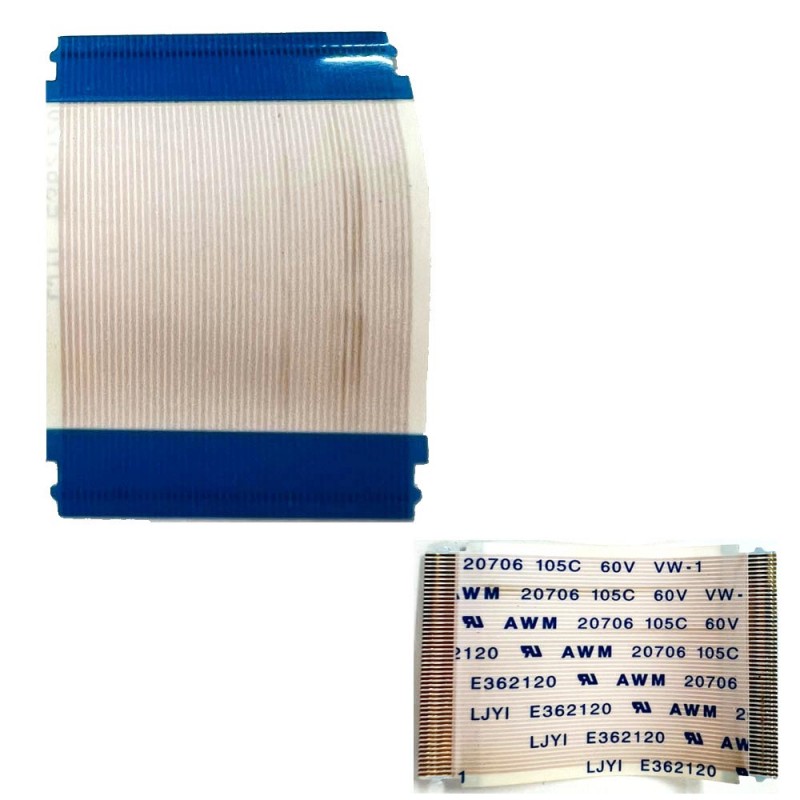 20706 105C 60V VW-1
AWM 20706 105C 60V VW-
AWM 20706 105C 60V
2120 AWM 20706 105C
E362120 AWM 20706
LJYI E362120 AWM 2
LJYI E362120 AW
1 LJYI E362120